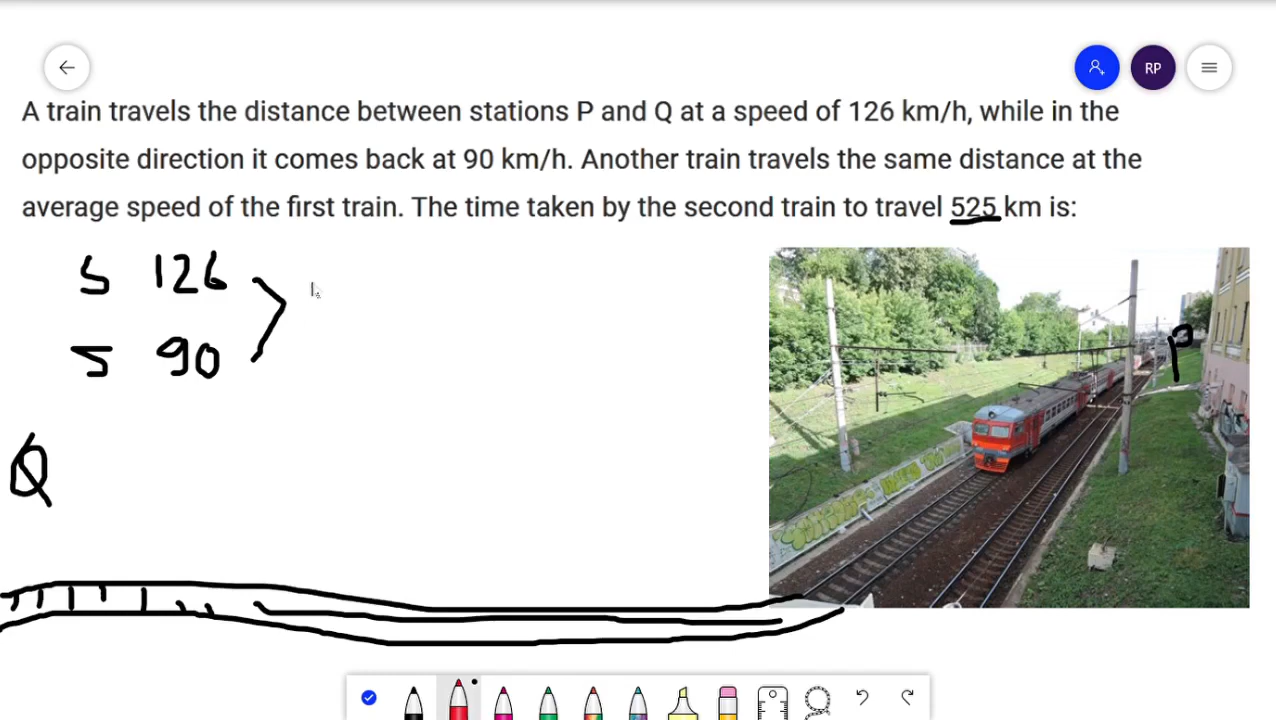 RP
A train travels the distance between stations P and Q at a speed of 126 km/h, while in the
opposite direction it comes back at 90 km/h. Another train travels the same distance at the
average speed of the first train. The time taken by the second train to travel 525 km is:
S 126
S 90
P
Q